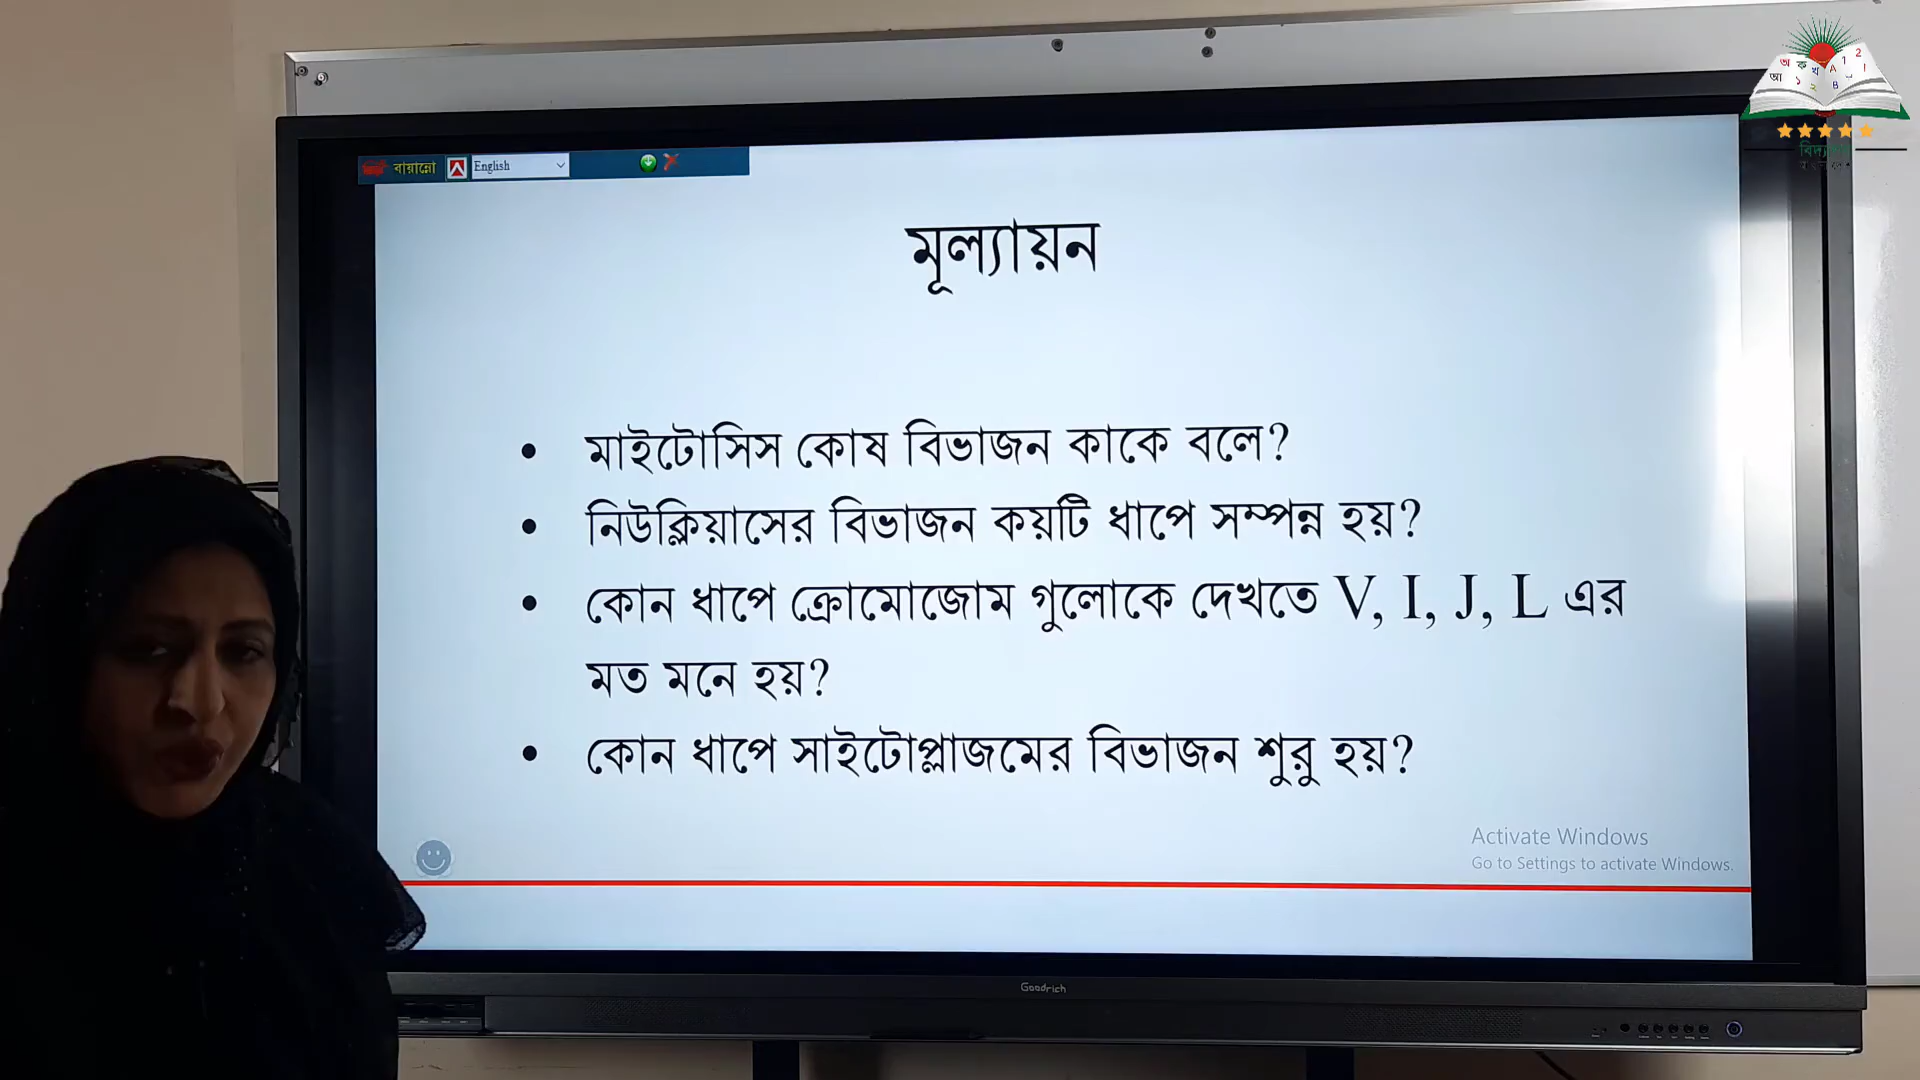 বায়ান্নো English
মূল্যায়ন
• মাইটোসিস কোষ বিভাজন কাকে বলে?
• নিউক্লিয়াসের বিভাজন কয়টি ধাপে সম্পন্ন হয়?
• কোন ধাপে ক্রোমোজোম গুলোকে দেখতে V, I, J, L এর
মত মনে হয়?
• কোন ধাপে সাইটোপ্লাজমের বিভাজন শুরু হয়?
Activate Windows
Go to Settings to activate Windows.
Goodrich